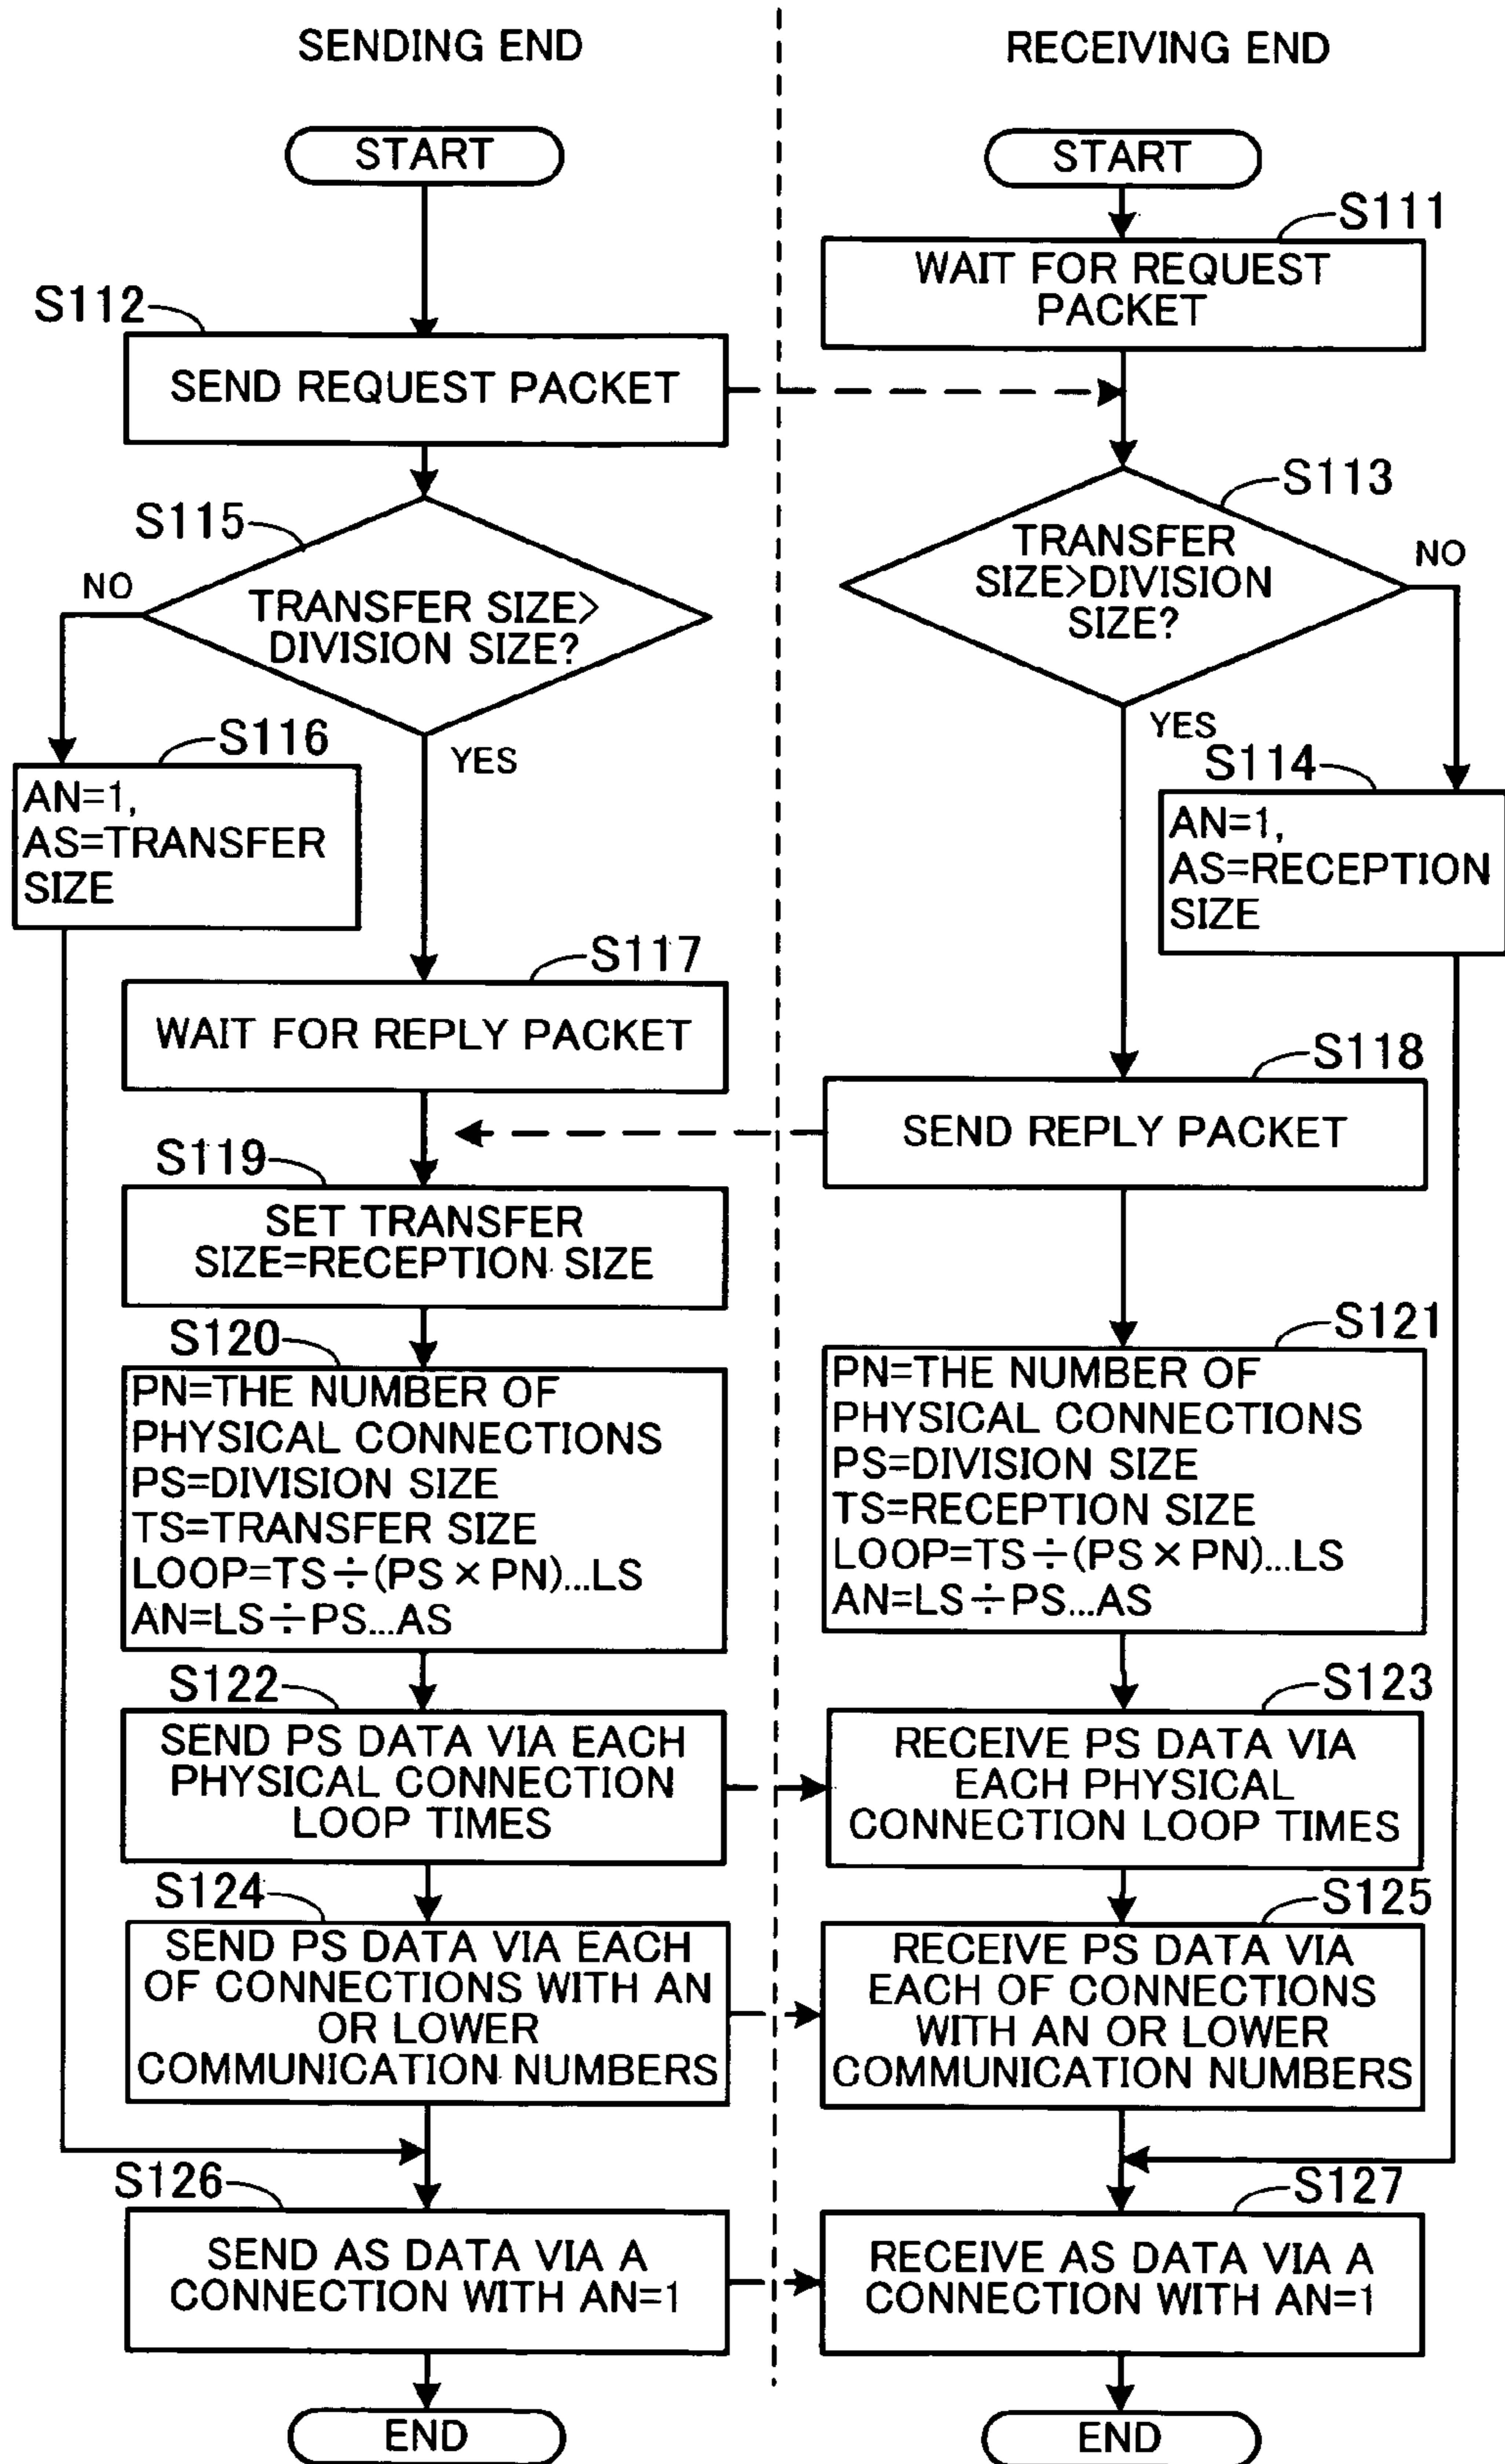 SENDING END
RECEIVING END
START
START
S111
WAIT FOR REQUEST
PACKET
S112
SEND REQUEST PACKET
S113
TRANSFER
SIZE>DIVISION
SIZE?
NO
YES
S115
TRANSFER SIZE>
DIVISION SIZE?
NO
YES
S116
AN=1,
AS=TRANSFER
SIZE
S114
AN=1,
AS=RECEPTION
SIZE
S117
WAIT FOR REPLY PACKET
S118
SEND REPLY PACKET
S119
SET TRANSFER
SIZE=RECEPTION SIZE
S120
PN=THE NUMBER OF
PHYSICAL CONNECTIONS
PS=DIVISION SIZE
TS=TRANSFER SIZE
LOOP=TS÷(PS×PN)...LS
AN=LS÷PS...AS
S121
PN=THE NUMBER OF
PHYSICAL CONNECTIONS
PS=DIVISION SIZE
TS=RECEPTION SIZE
LOOP=TS÷(PS×PN)...LS
AN=LS÷PS...AS
S122
SEND PS DATA VIA EACH
PHYSICAL CONNECTION
LOOP TIMES
S123
RECEIVE PS DATA VIA
EACH PHYSICAL
CONNECTION LOOP TIMES
S124
SEND PS DATA VIA EACH
OF CONNECTIONS WITH AN
OR LOWER
COMMUNICATION NUMBERS
S125
RECEIVE PS DATA VIA
EACH OF CONNECTIONS
WITH AN OR LOWER
COMMUNICATION NUMBERS
S126
SEND AS DATA VIA A
CONNECTION WITH AN=1
S127
RECEIVE AS DATA VIA A
CONNECTION WITH AN=1
END
END